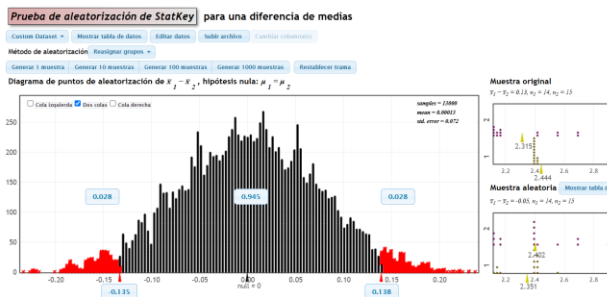 Prueba de aleatorización de StatKey para una diferencia de medias
Custom Dataset Mostrar tabla de datos Editar datos Subir archivo Cambiar columna(s)
Método de aleatorización Reasignar grupos
Generar 1 muestra Generar 10 muestras Generar 100 muestras Generar 1000 muestras Restablecer trama
Diagrama de puntos de aleatorización de x̅₁ − x̅₂, hipótesis nula: μ₁ = μ₂
Cola izquierda Dos colas Cola derecha
samples = 13000
mean = 0.00013
std. error = 0.072
250
200
150
100
50
0
0.028
0.945
0.028
-0.20 -0.15 -0.10 -0.05 0.00 0.05 0.10 0.15 0.20
null = 0
-0.135
0.138
Muestra original
x̅₁ − x̅₂ = 0.13, n₁ = 14, n₂ = 15
2
1
2.315
2.2 2.4 2.6 2.8
2.444
Muestra aleatoria Mostrar tabla
x̅₁ − x̅₂ = -0.05, n₁ = 14, n₂ = 15
2
1
2.402
2.2 2.4 2.6 2.8
2.351